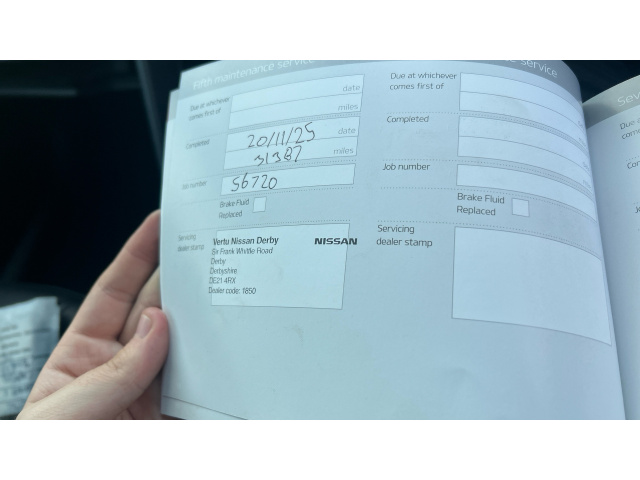 Fifth maintenance service
Due at whichever
comes first of
date
miles
Completed
20/11/25
date
31387
miles
Job number
56720
Brake Fluid
Replaced
Servicing
dealer stamp
Vertu Nissan Derby
NISSAN
Sir Frank Whittle Road
Derby
Derbyshire
DE21 4RX
Dealer code: 1850
service
Due at whichever
comes first of
Completed
Job number
Brake Fluid
Replaced
Servicing
dealer stamp